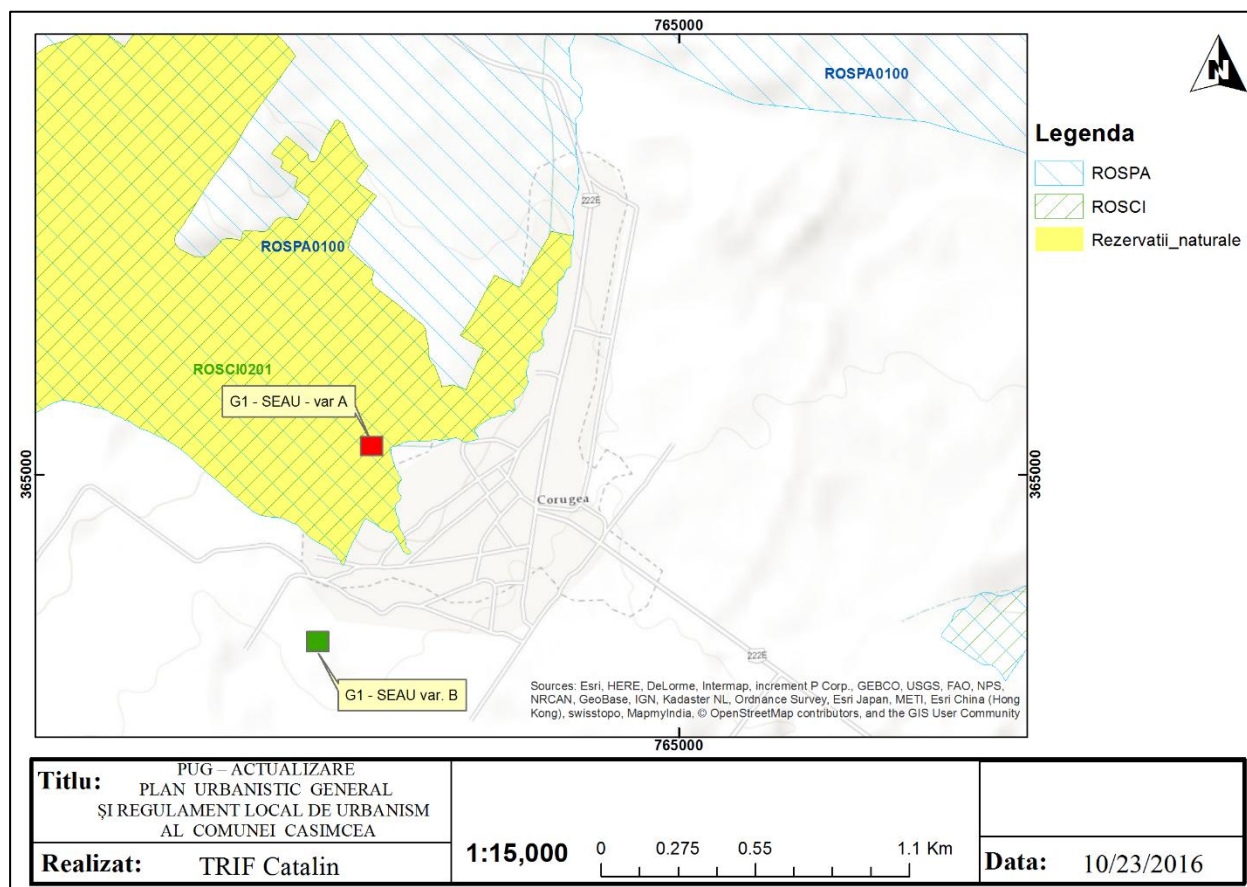 765000
ROSPA0100
N
Legenda
ROSPA
ROSCI
Rezervatii_naturale
222E
ROSPA0100
ROSCI0201
G1 - SEAU - var A
365000
365000
Corugea
222E
G1 - SEAU var. B
Sources: Esri, HERE, DeLorme, Intermap, increment P Corp., GEBCO, USGS, FAO, NPS,
NRCAN, GeoBase, IGN, Kadaster NL, Ordnance Survey, Esri Japan, METI, Esri China (Hong
Kong), swisstopo, MapmyIndia, © OpenStreetMap contributors, and the GIS User Community
765000
Titlu: PUG – ACTUALIZARE
PLAN URBANISTIC GENERAL
ȘI REGULAMENT LOCAL DE URBANISM
AL COMUNEI CASIMCEA
Realizat: TRIF Catalin
1:15,000
0 0.275 0.55 1.1 Km
Data: 10/23/2016